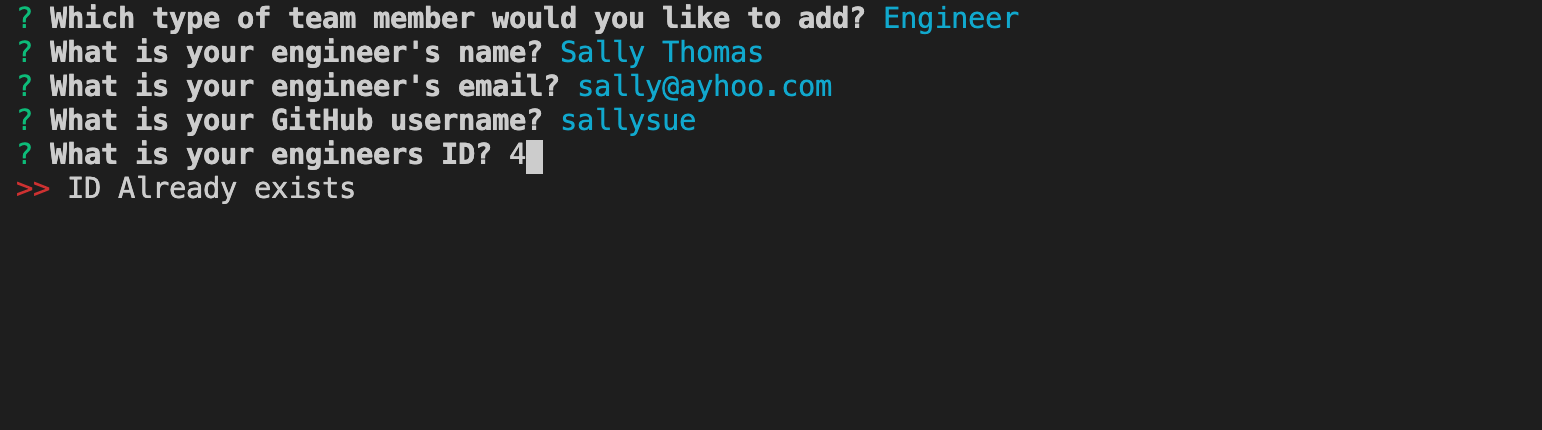 ? Which type of team member would you like to add? Engineer
? What is your engineer's name? Sally Thomas
? What is your engineer's email? sally@ayhoo.com
? What is your GitHub username? sallysue
? What is your engineers ID? 4
>> ID Already exists